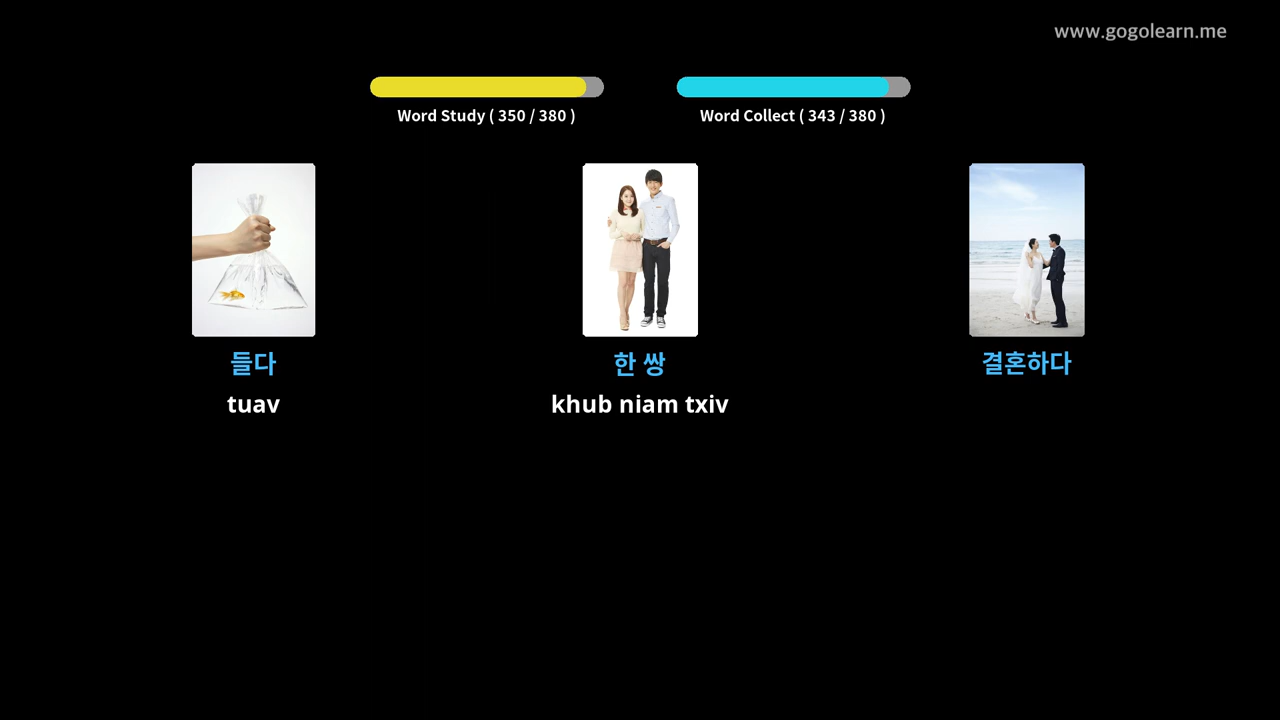 www.gogolearn.me
Word Study ( 350 / 380 )
Word Collect ( 343 / 380 )
들다
tuav
한 쌍
khub niam txiv
결혼하다